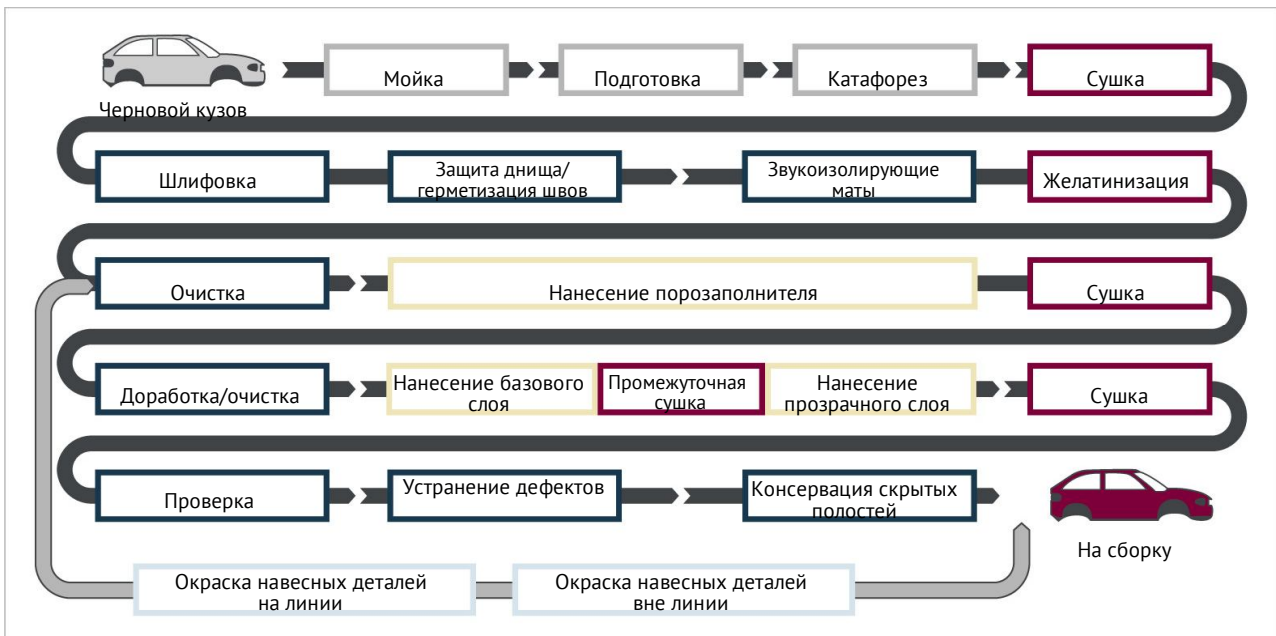 Мойка
Подготовка
Катафорез
Сушка
Черновой кузов
Шлифовка
Защита днища/
герметизация швов
Звукоизолирующие
маты
Желатинизация
Очистка
Нанесение порозаполнителя
Сушка
Доработка/очистка
Нанесение базового
слоя
Промежуточная
сушка
Нанесение
прозрачного слоя
Сушка
Проверка
Устранение дефектов
Консервация скрытых
полостей
На сборку
Окраска навесных деталей
на линии
Окраска навесных деталей
вне линии